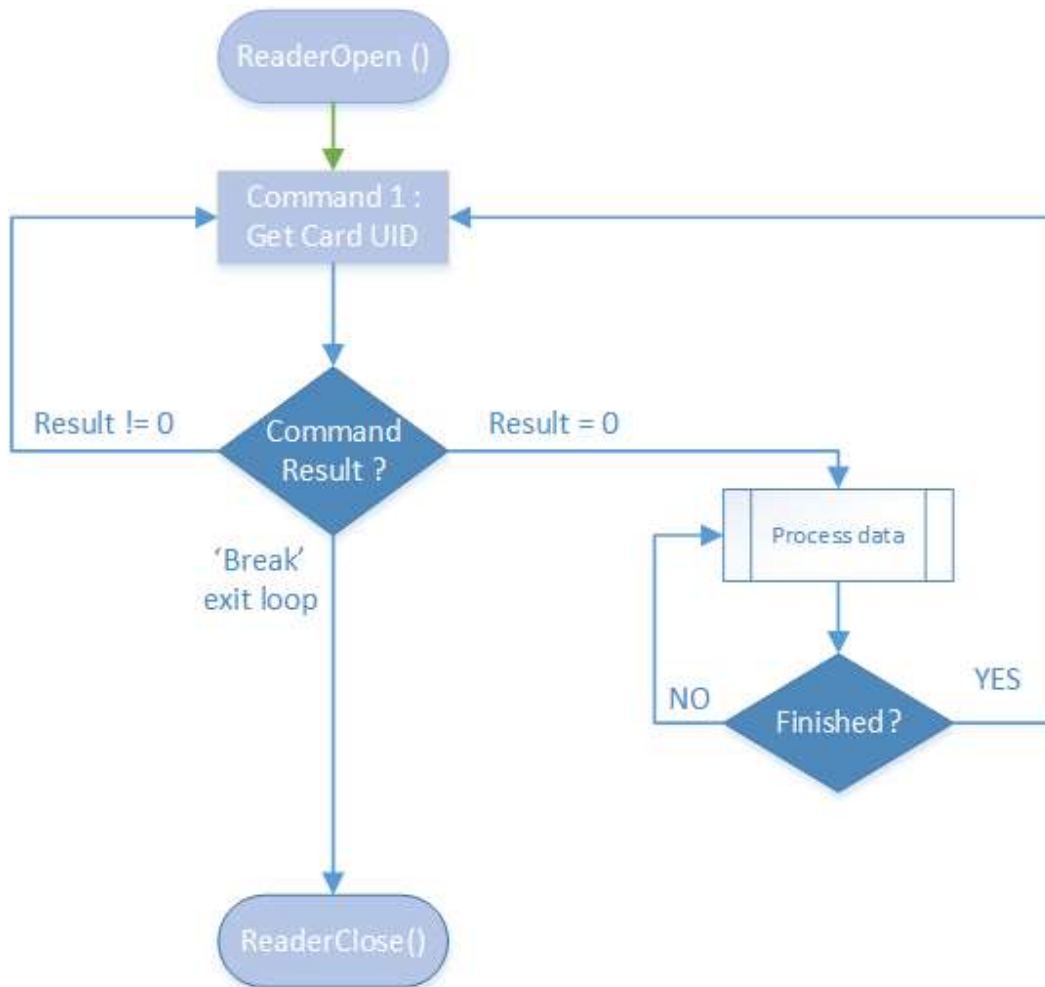 ReaderOpen ()
Command 1 :
Get Card UID
Result != 0
Command
Result ?
Result = 0
Process data
‘Break’
exit loop
NO
Finished?
YES
ReaderClose()